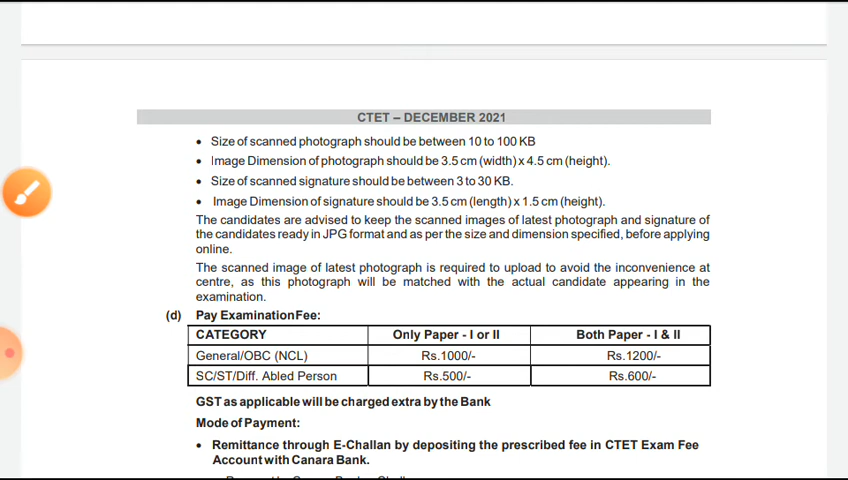 CTET – DECEMBER 2021
• Size of scanned photograph should be between 10 to 100 KB
• Image Dimension of photograph should be 3.5 cm (width) x 4.5 cm (height).
• Size of scanned signature should be between 3 to 30 KB.
• Image Dimension of signature should be 3.5 cm (length) x 1.5 cm (height).
The candidates are advised to keep the scanned images of latest photograph and signature of
the candidates ready in JPG format and as per the size and dimension specified, before applying
online.
The scanned image of latest photograph is required to upload to avoid the inconvenience at
centre, as this photograph will be matched with the actual candidate appearing in the
examination.
(d) Pay Examination Fee:
CATEGORY Only Paper - I or II Both Paper - I & II
General/OBC (NCL) Rs.1000/- Rs.1200/-
SC/ST/Diff. Abled Person Rs.500/- Rs.600/-
GST as applicable will be charged extra by the Bank
Mode of Payment:
• Remittance through E-Challan by depositing the prescribed fee in CTET Exam Fee
Account with Canara Bank.